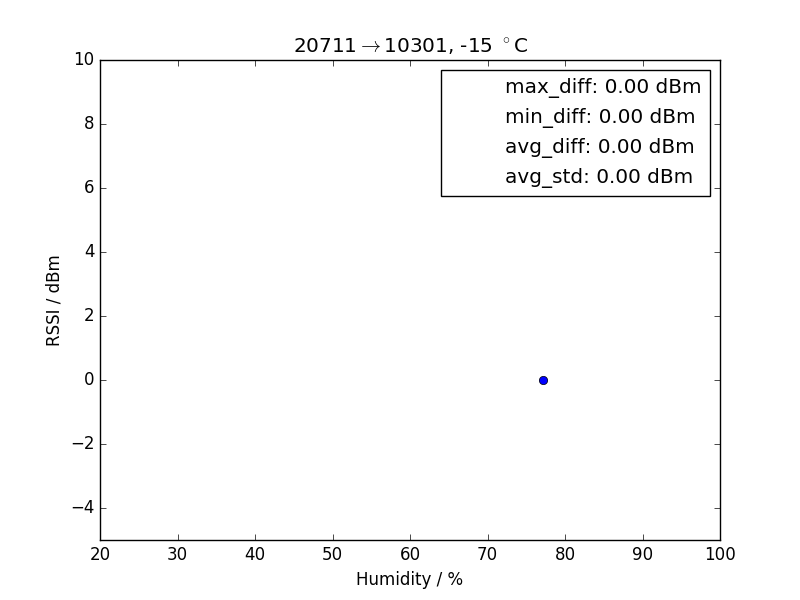 20711→10301, -15 °C
10
max_diff: 0.00 dBm
min_diff: 0.00 dBm
avg_diff: 0.00 dBm
avg_std: 0.00 dBm
8
6
4
2
0
−2
−4
RSSI / dBm
20 30 40 50 60 70 80 90 100
Humidity / %